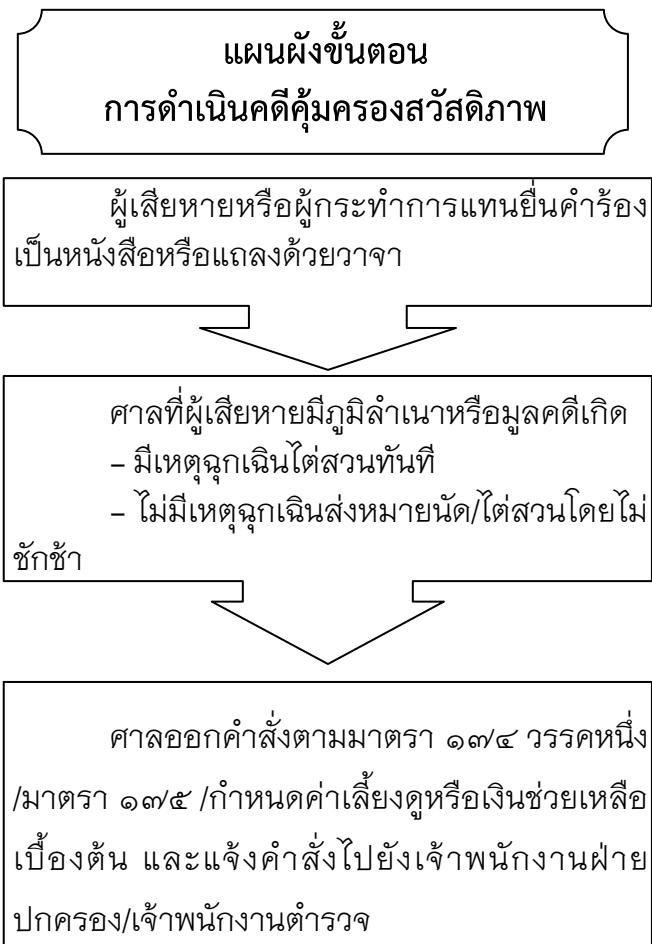 แผนผังขั้นตอน
การดำเนินคดีคุ้มครองสวัสดิภาพ
ผู้เสียหายหรือผู้กระทำการแทนยื่นคำร้อง
เป็นหนังสือหรือแถลงด้วยวาจา
ศาลที่ผู้เสียหายมีภูมิลำเนาหรือมูลคดีเกิด
– มีเหตุฉุกเฉินไต่สวนทันที
– ไม่มีเหตุฉุกเฉินส่งหมายนัด/ไต่สวนโดยไม่
ชักช้า
ศาลออกคำสั่งตามมาตรา ๑๗๔ วรรคหนึ่ง
/มาตรา ๑๗๕ /กำหนดค่าเลี้ยงดูหรือเงินช่วยเหลือ
เบื้องต้น และแจ้งคำสั่งไปยังเจ้าพนักงานฝ่าย
ปกครอง/เจ้าพนักงานตำรวจ